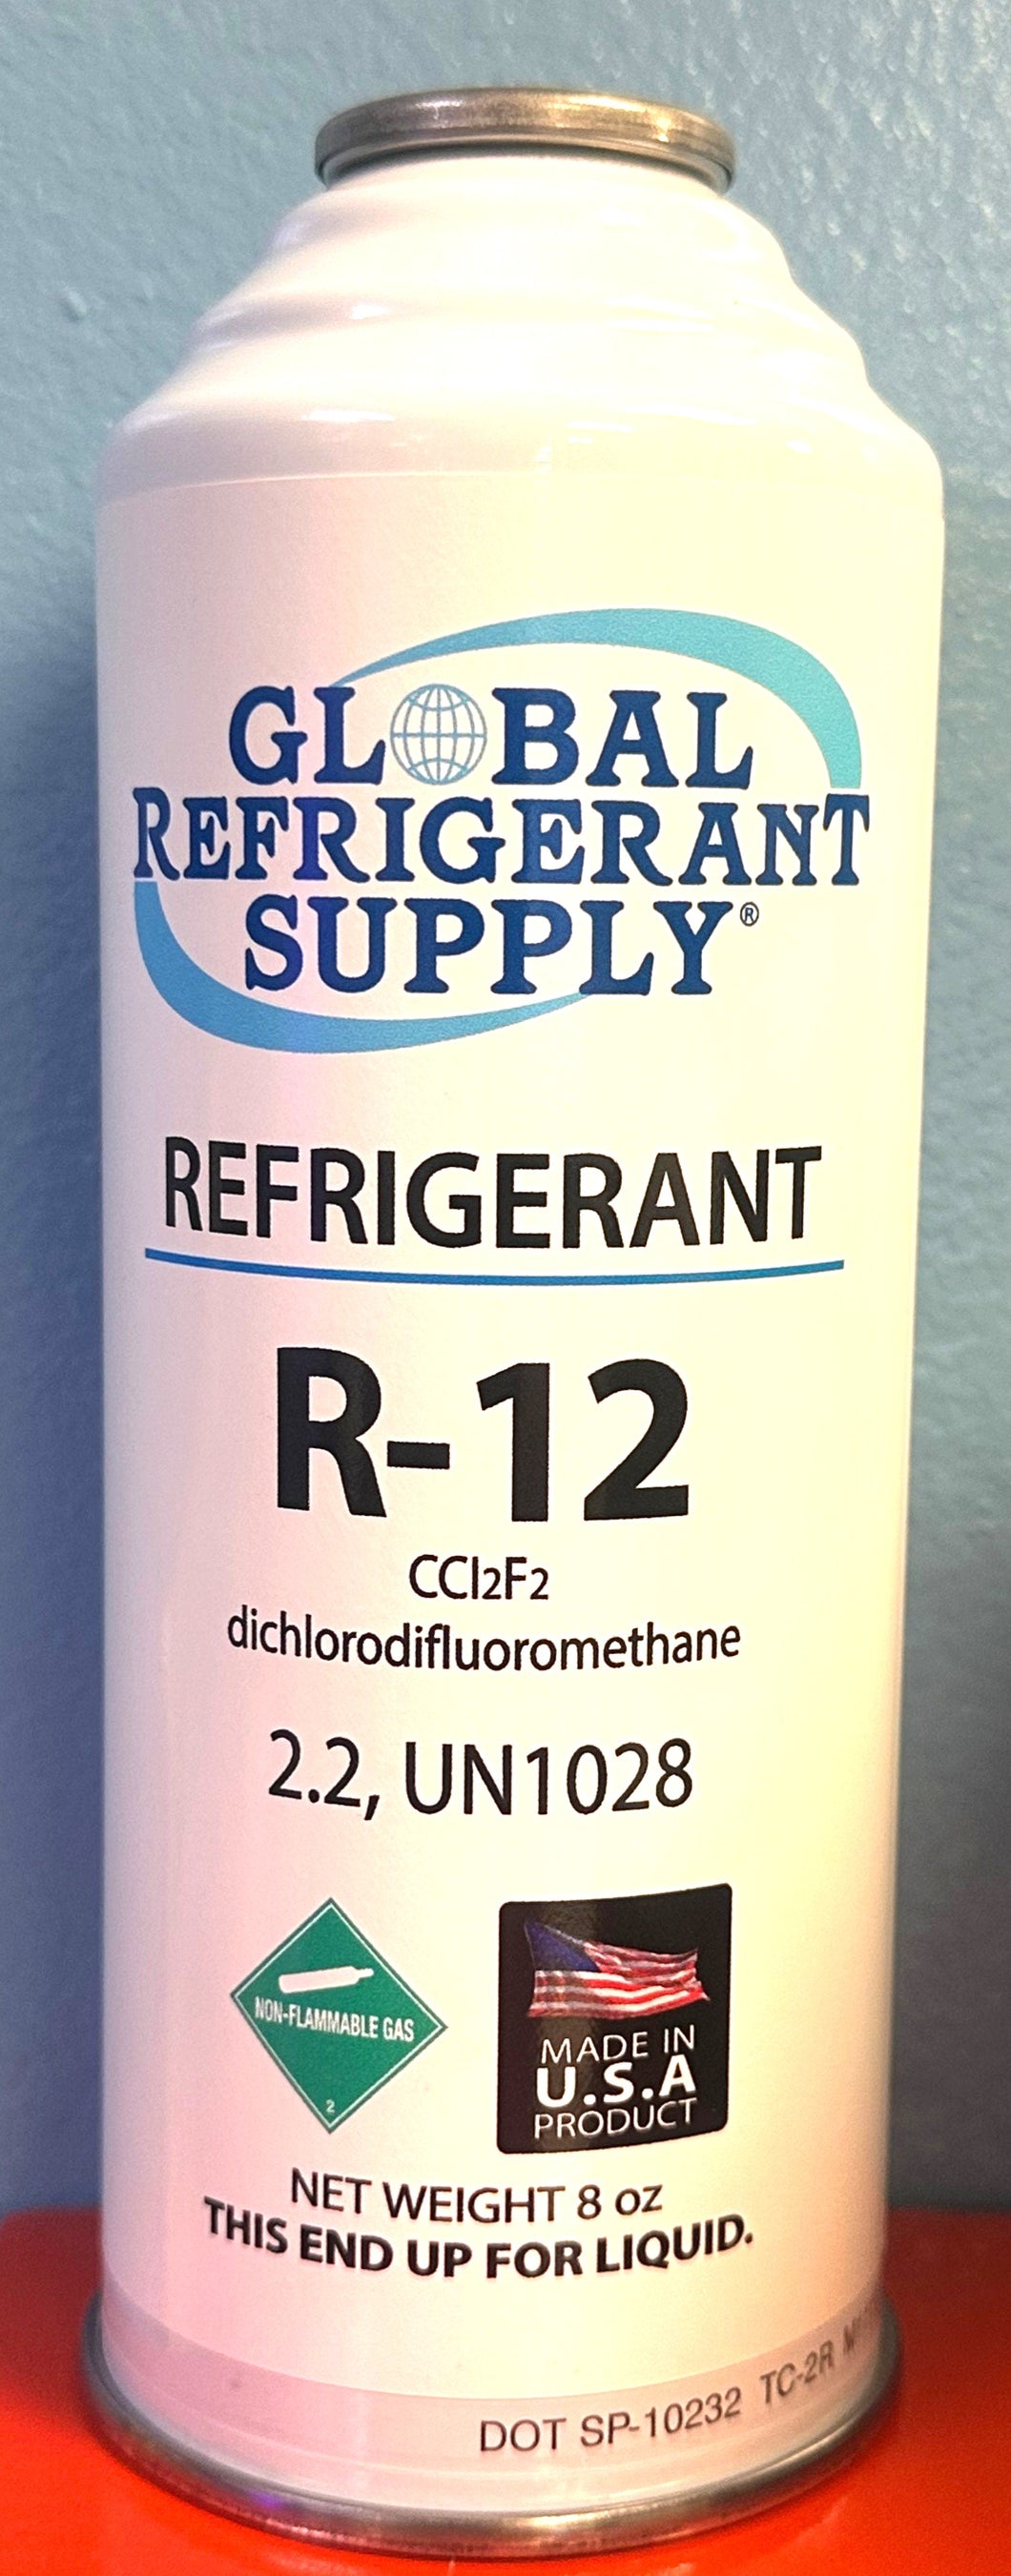 GLOBAL
REFRIGERANT
SUPPLY®
REFRIGERANT
R-12
CCl2F2
dichlorodifluoromethane
2.2, UN1028
NON-FLAMMABLE GAS
2
MADE IN
U.S.A
PRODUCT
NET WEIGHT 8 oz
THIS END UP FOR LIQUID.
DOT SP-10232 TC-2R